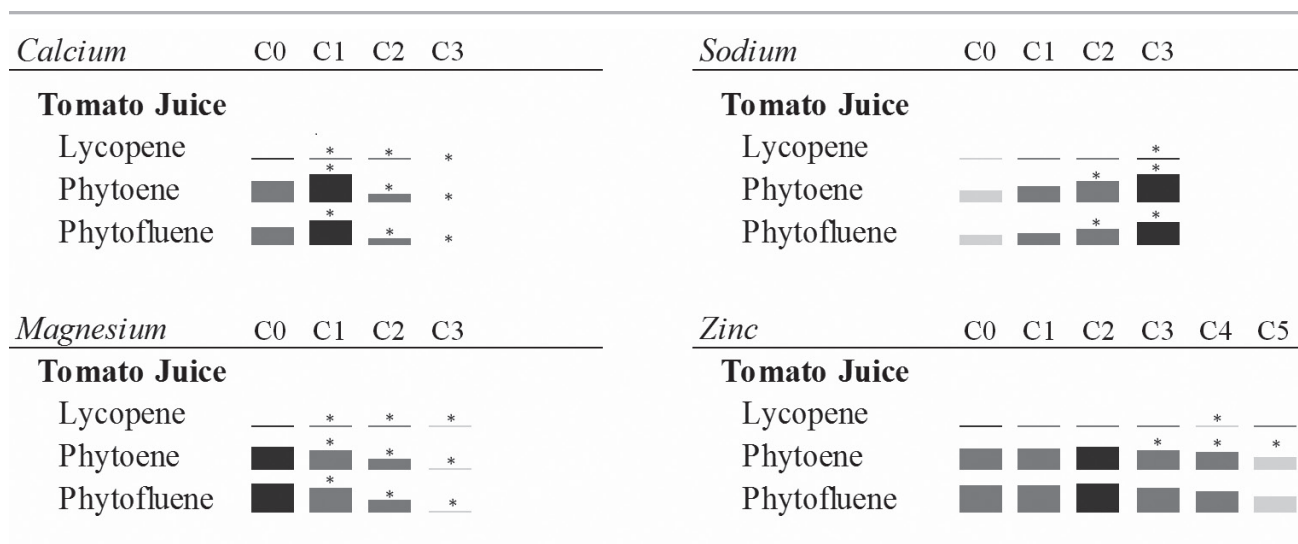 Calcium C0 C1 C2 C3
Tomato Juice
Lycopene * * *
*
Phytoene * *
*
Phytofluene * *
Sodium C0 C1 C2 C3
Tomato Juice
Lycopene *
* *
Phytoene
*
Phytofluene *
Magnesium C0 C1 C2 C3
Tomato Juice
Lycopene * * *
*
Phytoene * *
*
Phytofluene * *
Zinc C0 C1 C2 C3 C4 C5
Tomato Juice
Lycopene *
* * *
Phytoene
Phytofluene